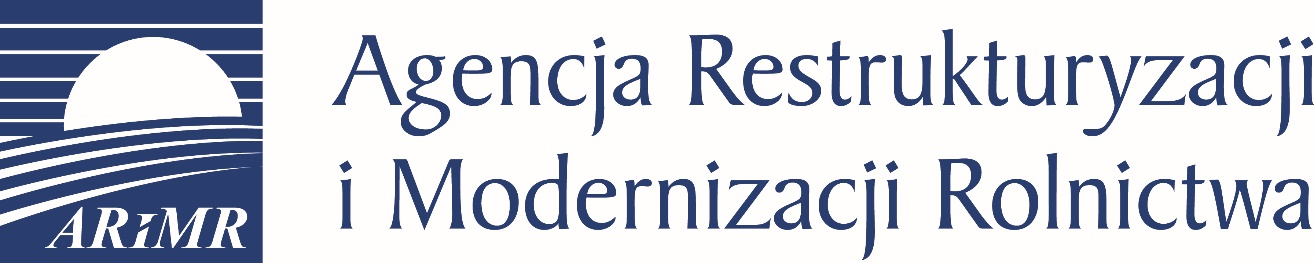 Agencja Restrukturyzacji
i Modernizacji Rolnictwa
ARiMR